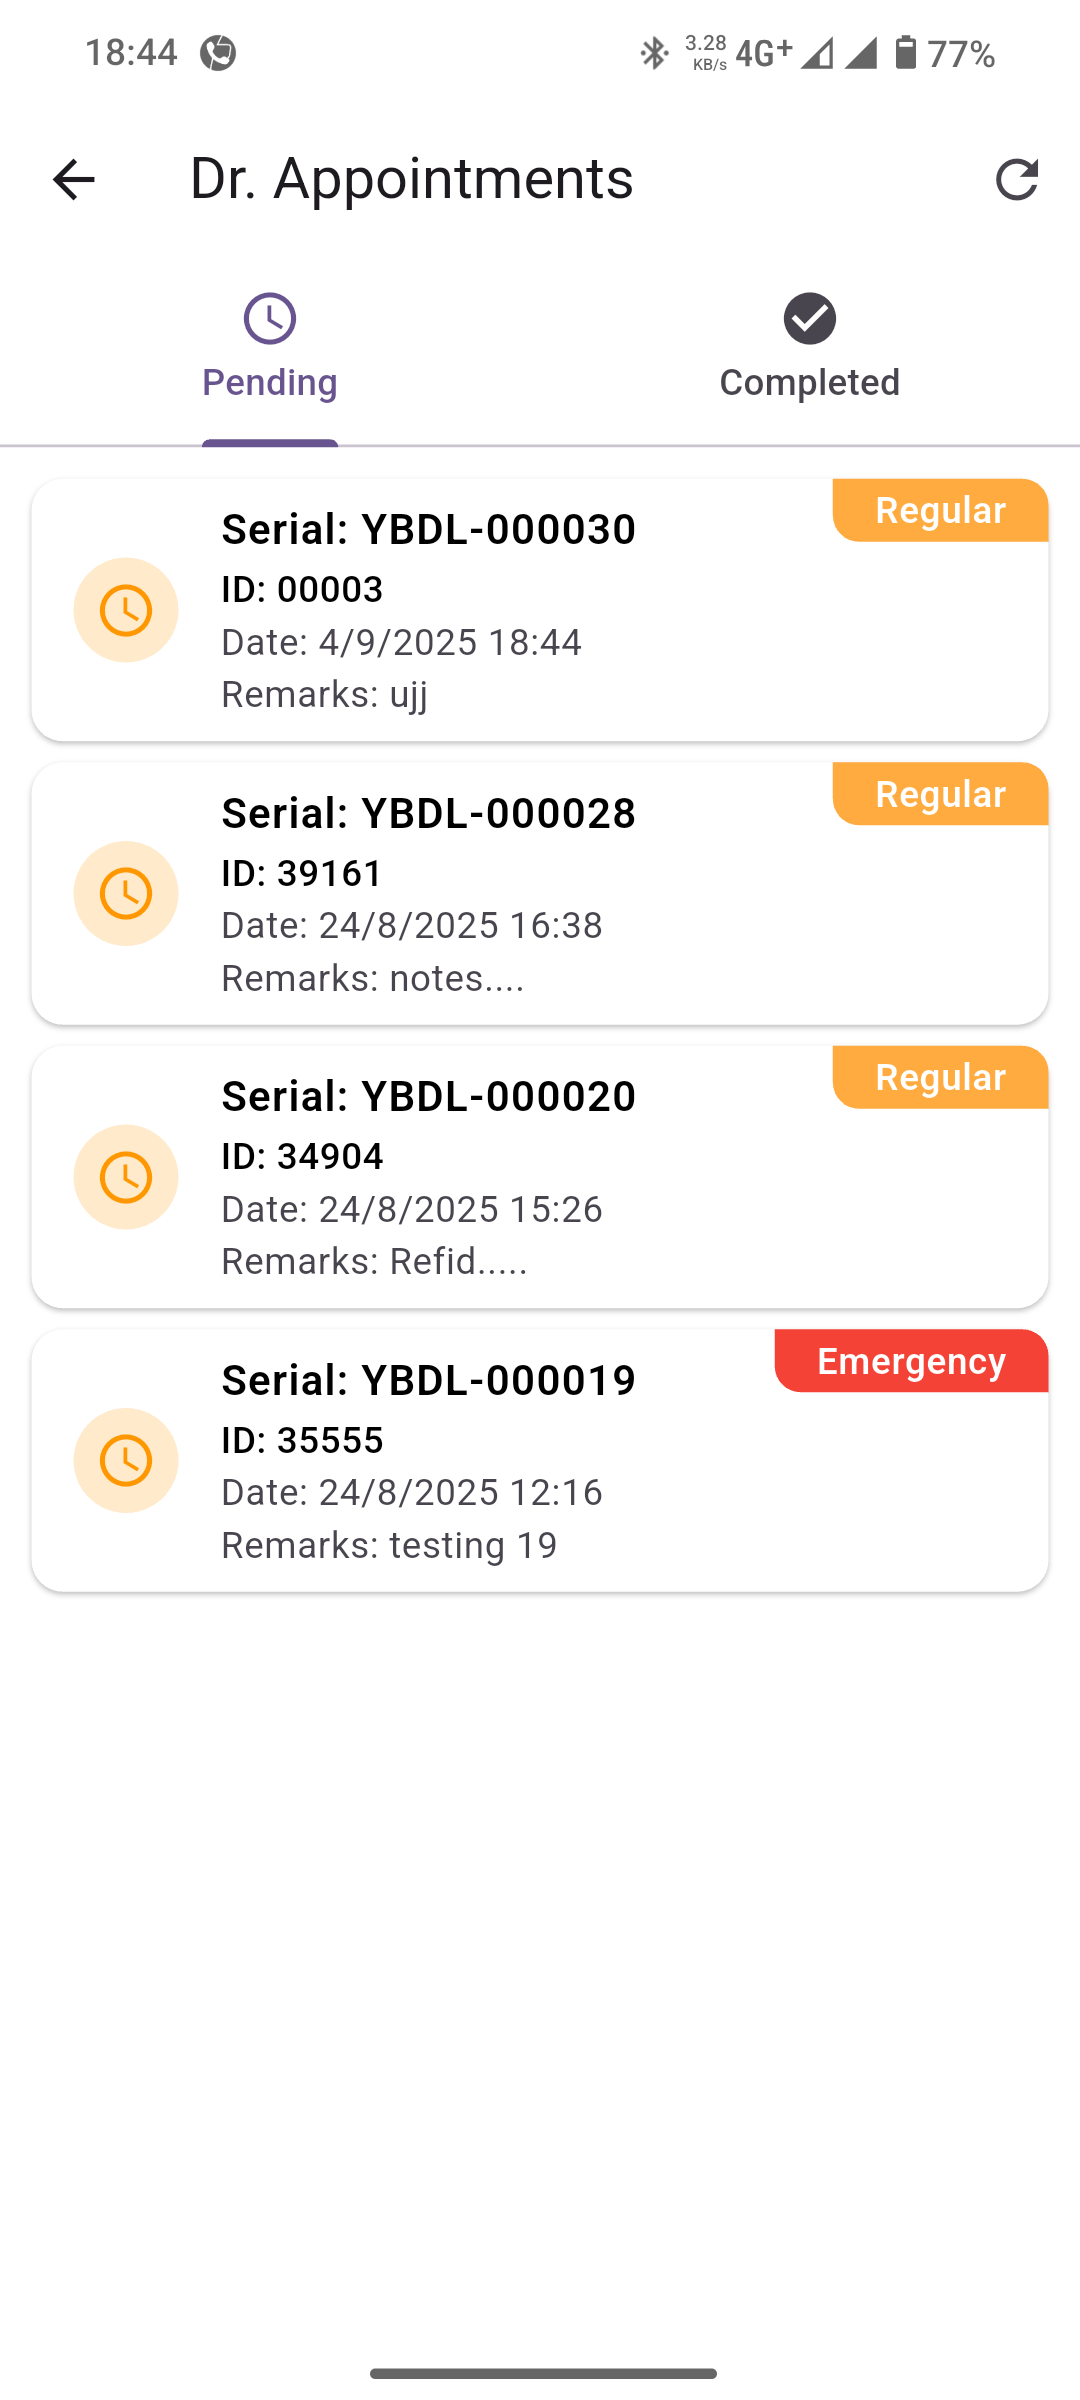 18:44 3.28 KB/s 4G+ 77%
Dr. Appointments
Pending Completed
Regular
Serial: YBDL-000030
ID: 00003
Date: 4/9/2025 18:44
Remarks: ujj
Regular
Serial: YBDL-000028
ID: 39161
Date: 24/8/2025 16:38
Remarks: notes....
Regular
Serial: YBDL-000020
ID: 34904
Date: 24/8/2025 15:26
Remarks: Refid.....
Emergency
Serial: YBDL-000019
ID: 35555
Date: 24/8/2025 12:16
Remarks: testing 19